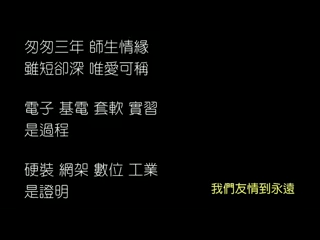 匆匆三年 師生情緣
雖短卻深 唯愛可稱
電子 基電 套軟 實習
是過程
硬裝 網架 數位 工業
是證明
我們友情到永遠